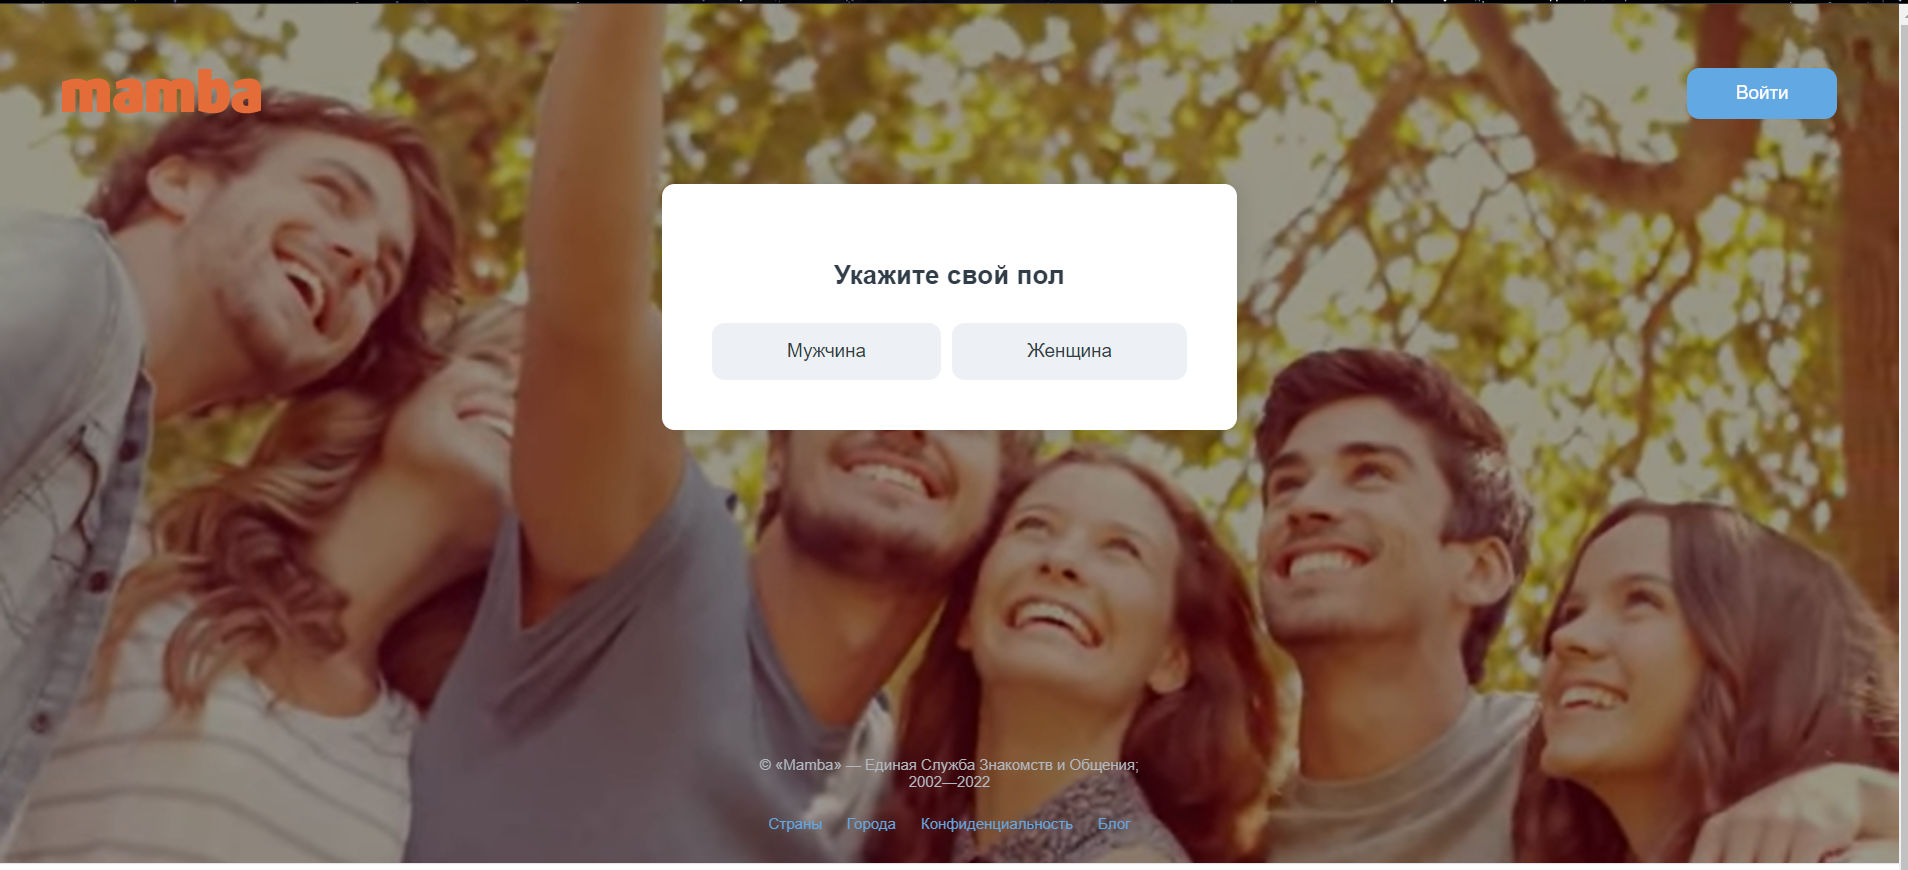 mamba
Войти
Укажите свой пол
Мужчина
Женщина
© «Mamba» — Единая Служба Знакомств и Общения;
2002—2022
Страны Города Конфиденциальность Блог